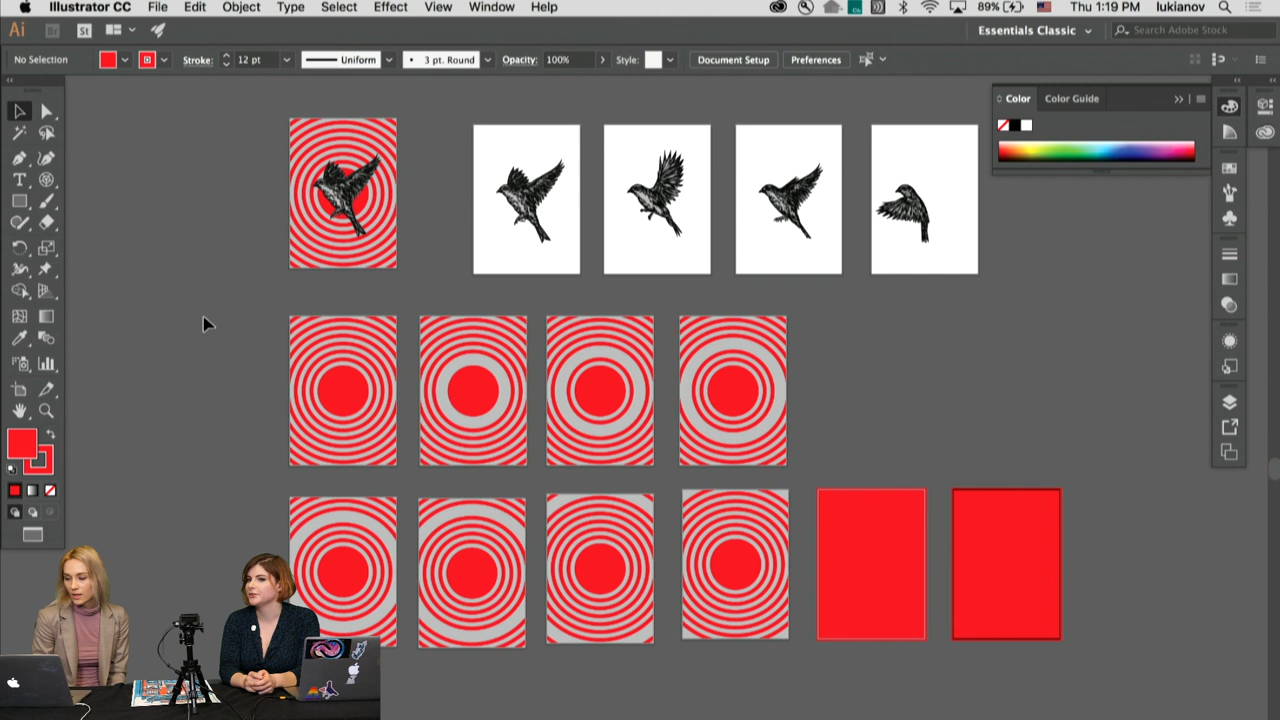 Illustrator CC File Edit Object Type Select Effect View Window Help 89% Thu 1:19 PM lukianov
Ai Br St Essentials Classic Search Adobe Stock
No Selection Stroke: 12 pt Uniform 3 pt. Round Opacity: 100% Style: Document Setup Preferences
Color Color Guide